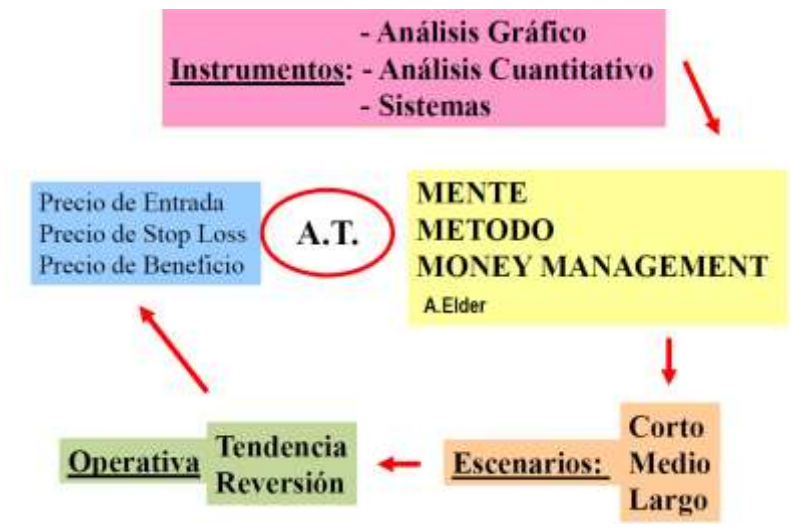 - Análisis Gráfico
Instrumentos: - Análisis Cuantitativo
- Sistemas
Precio de Entrada
Precio de Stop Loss
Precio de Beneficio
A.T.
MENTE
METODO
MONEY MANAGEMENT
A.Elder
Operativa
Tendencia
Reversión
Escenarios:
Corto
Medio
Largo